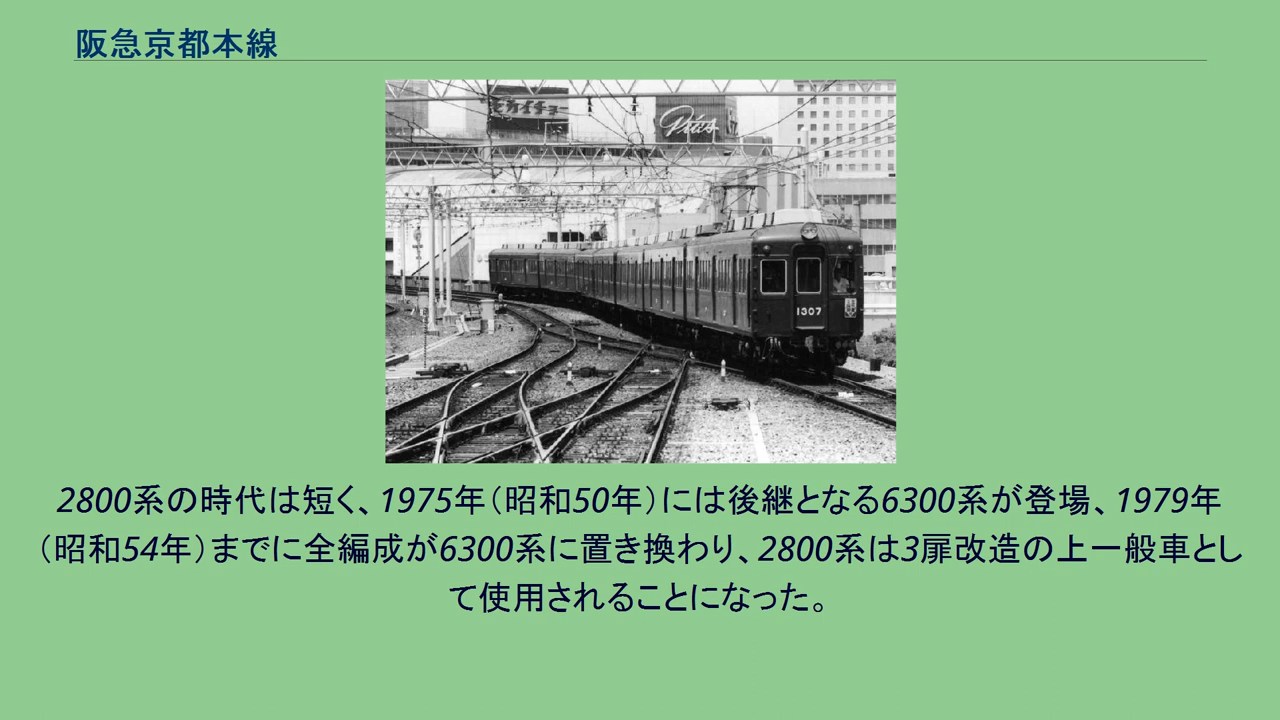 阪急京都本線
ピカイチョー
Pias
1307
2800系の時代は短く、1975年（昭和50年）には後継となる6300系が登場、1979年
（昭和54年）までに全編成が6300系に置き換わり、2800系は3扉改造の上一般車とし
て使用されることになった。